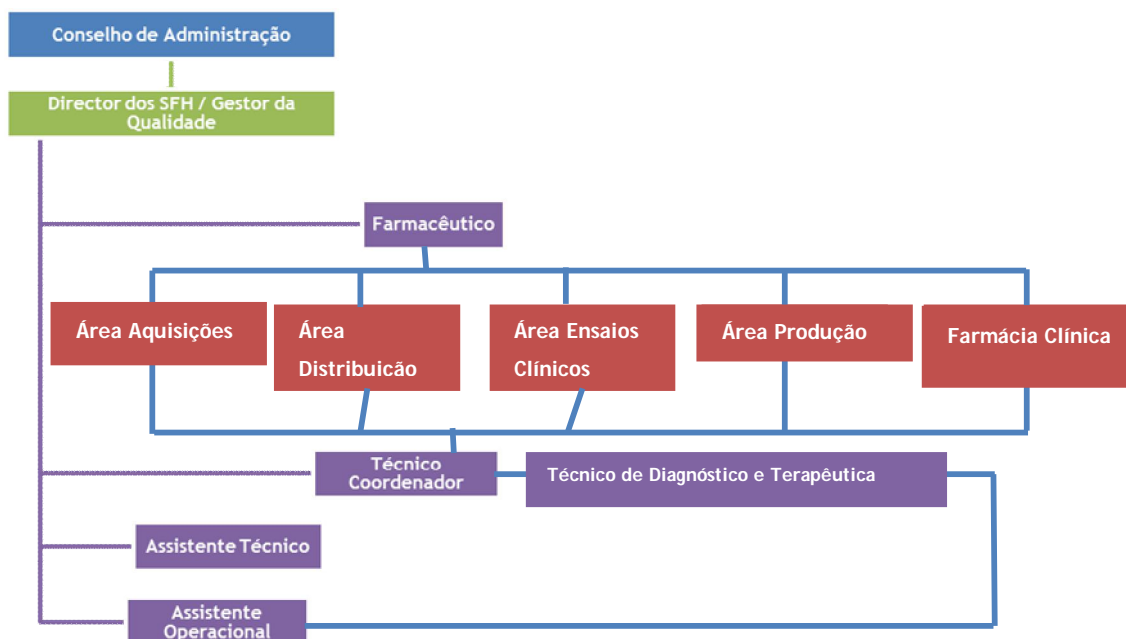 Conselho de Administração
Director dos SFH / Gestor da
Qualidade
Farmacêutico
Área Aquisições
Área
Distribuicão
Área Ensaios
Clínicos
Área Produção
Farmácia Clínica
Técnico
Coordenador
Técnico de Diagnóstico e Terapêutica
Assistente Técnico
Assistente
Operacional